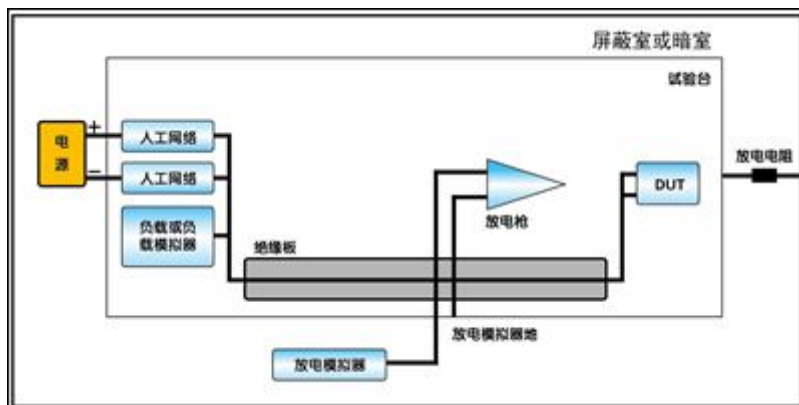 屏蔽室或暗室
试验台
电
源
+
−
人工网络
人工网络
负载或负
载模拟器
绝缘板
放电枪
DUT
放电电阻
放电模拟器地
放电模拟器